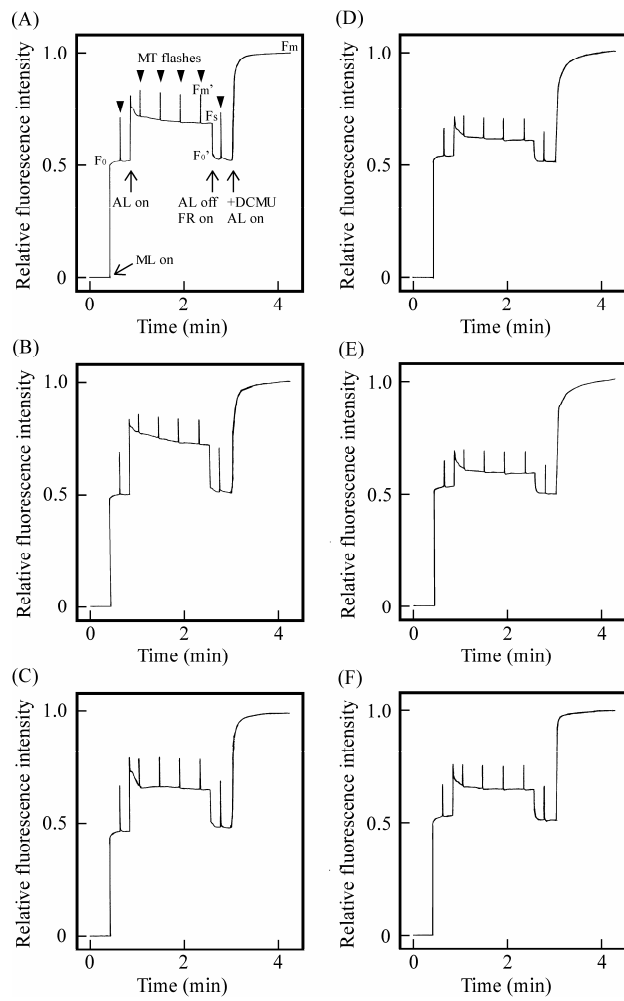 (A)
Relative fluorescence intensity
1.0
0.5
0
MT flashes
Fm
Fm'
Fs
F0
F0'
AL on
AL off
FR on
+DCMU
AL on
ML on
0 2 4
Time (min)
(B)
Relative fluorescence intensity
1.0
0.5
0
0 2 4
Time (min)
(C)
Relative fluorescence intensity
1.0
0.5
0
0 2 4
Time (min)
(D)
Relative fluorescence intensity
1.0
0.5
0
0 2 4
Time (min)
(E)
Relative fluorescence intensity
1.0
0.5
0
0 2 4
Time (min)
(F)
Relative fluorescence intensity
1.0
0.5
0
0 2 4
Time (min)